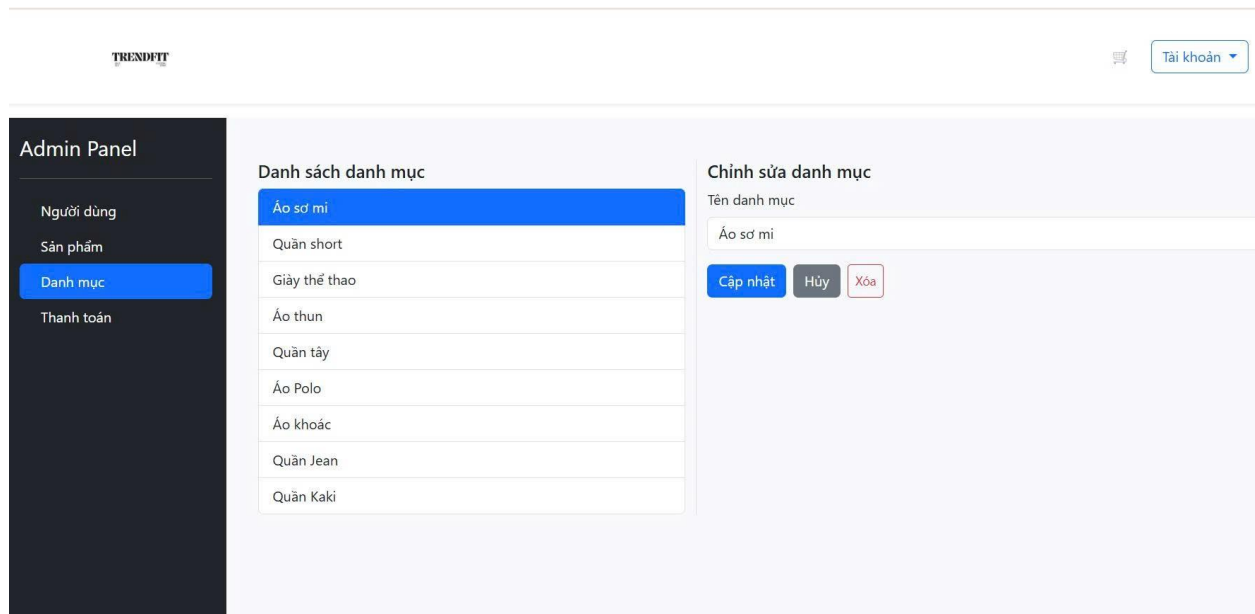 TRENDFIT
Tài khoản
Admin Panel
Người dùng
Sản phẩm
Danh mục
Thanh toán
Danh sách danh mục
Áo sơ mi
Quần short
Giày thể thao
Áo thun
Quần tây
Áo Polo
Áo khoác
Quần Jean
Quần Kaki
Chỉnh sửa danh mục
Tên danh mục
Áo sơ mi
Cập nhật Hủy Xóa